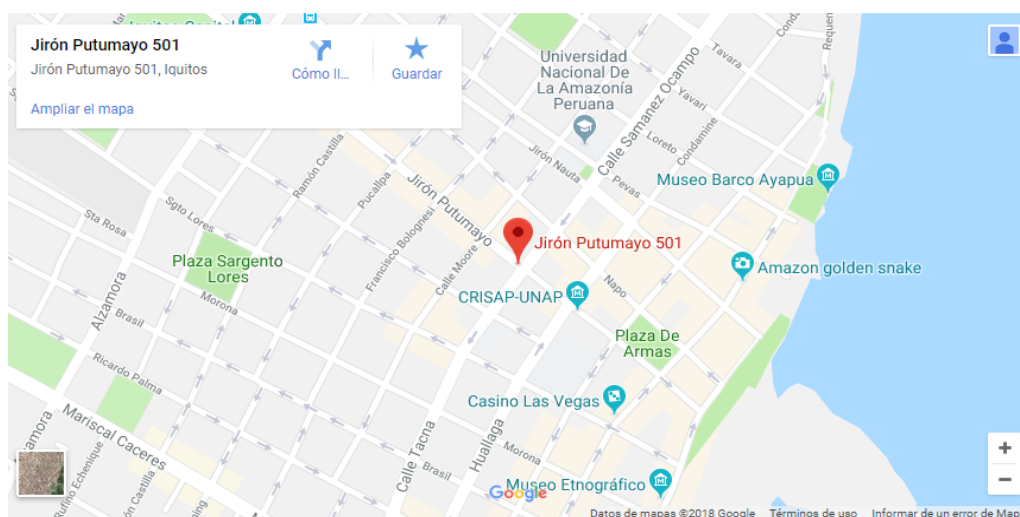 Iquitos Capital
Jirón Putumayo 501
Jirón Putumayo 501, Iquitos
Cómo ll...
Guardar
Ampliar el mapa
Universidad
Nacional De
La Amazonía
Peruana
Calle Samanez Ocampo
Tavara
Yavari
Condamine
Loreto
Pevas
Jirón Nauta
Museo Barco Ayapua
Ramón Castilla
Pucallpa
Jirón Putumayo
Francisco Bolognesi
Calle Moore
Sgto Lores
Sta Rosa
Plaza Sargento
Lores
Jirón Putumayo 501
Amazon golden snake
CRISAP-UNAP
Napo
Plaza De
Armas
Alzamora
Morona
Brasil
Ricardo Palma
Mariscal Caceres
Casino Las Vegas
Calle Tacna
Huallaga
Morona
Brasil
Museo Etnográfico
Rufino Echenique
Google
Datos de mapas ©2018 Google
Términos de uso
Informar de un error de Map